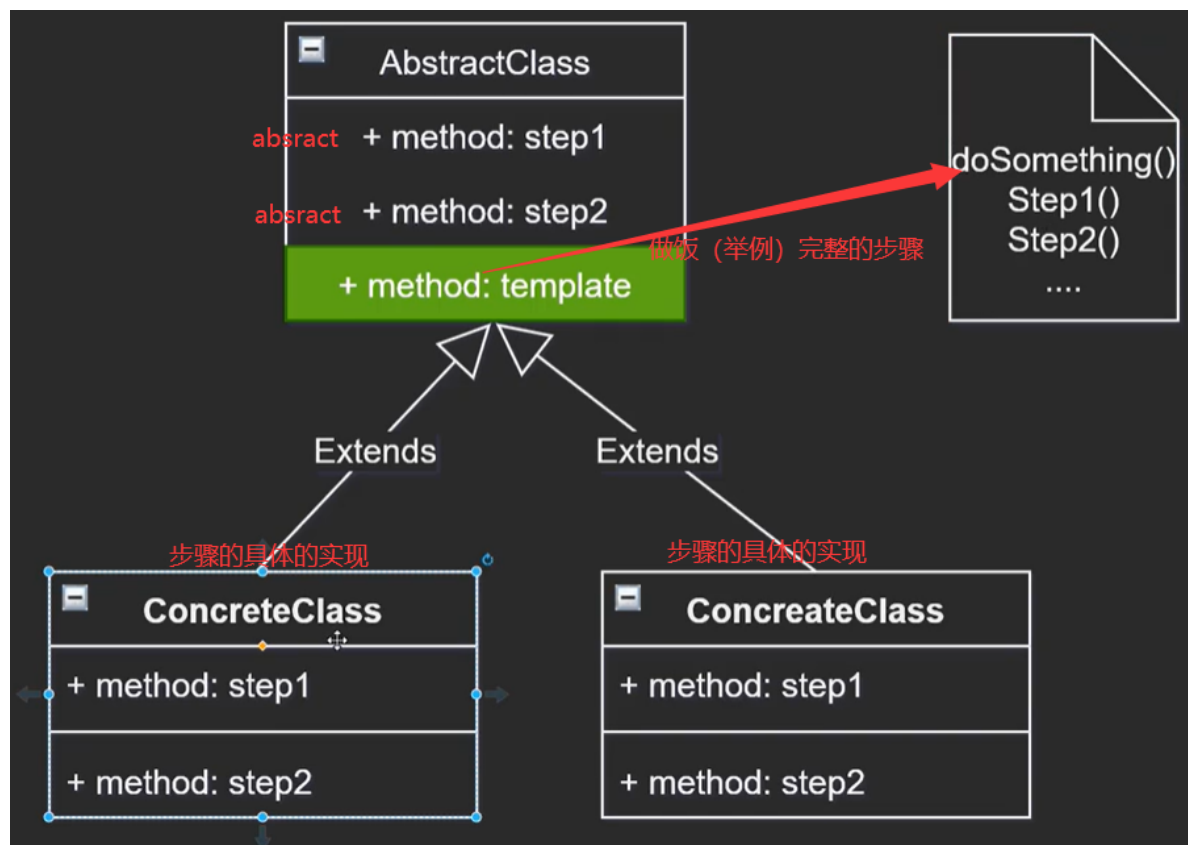 AbstractClass
absract + method: step1
absract + method: step2
+ method: template
doSomething()
Step1()
Step2()
....
做饭（举例）完整的步骤
Extends
Extends
步骤的具体的实现
ConcreteClass
+ method: step1
+ method: step2
步骤的具体的实现
ConcreateClass
+ method: step1
+ method: step2